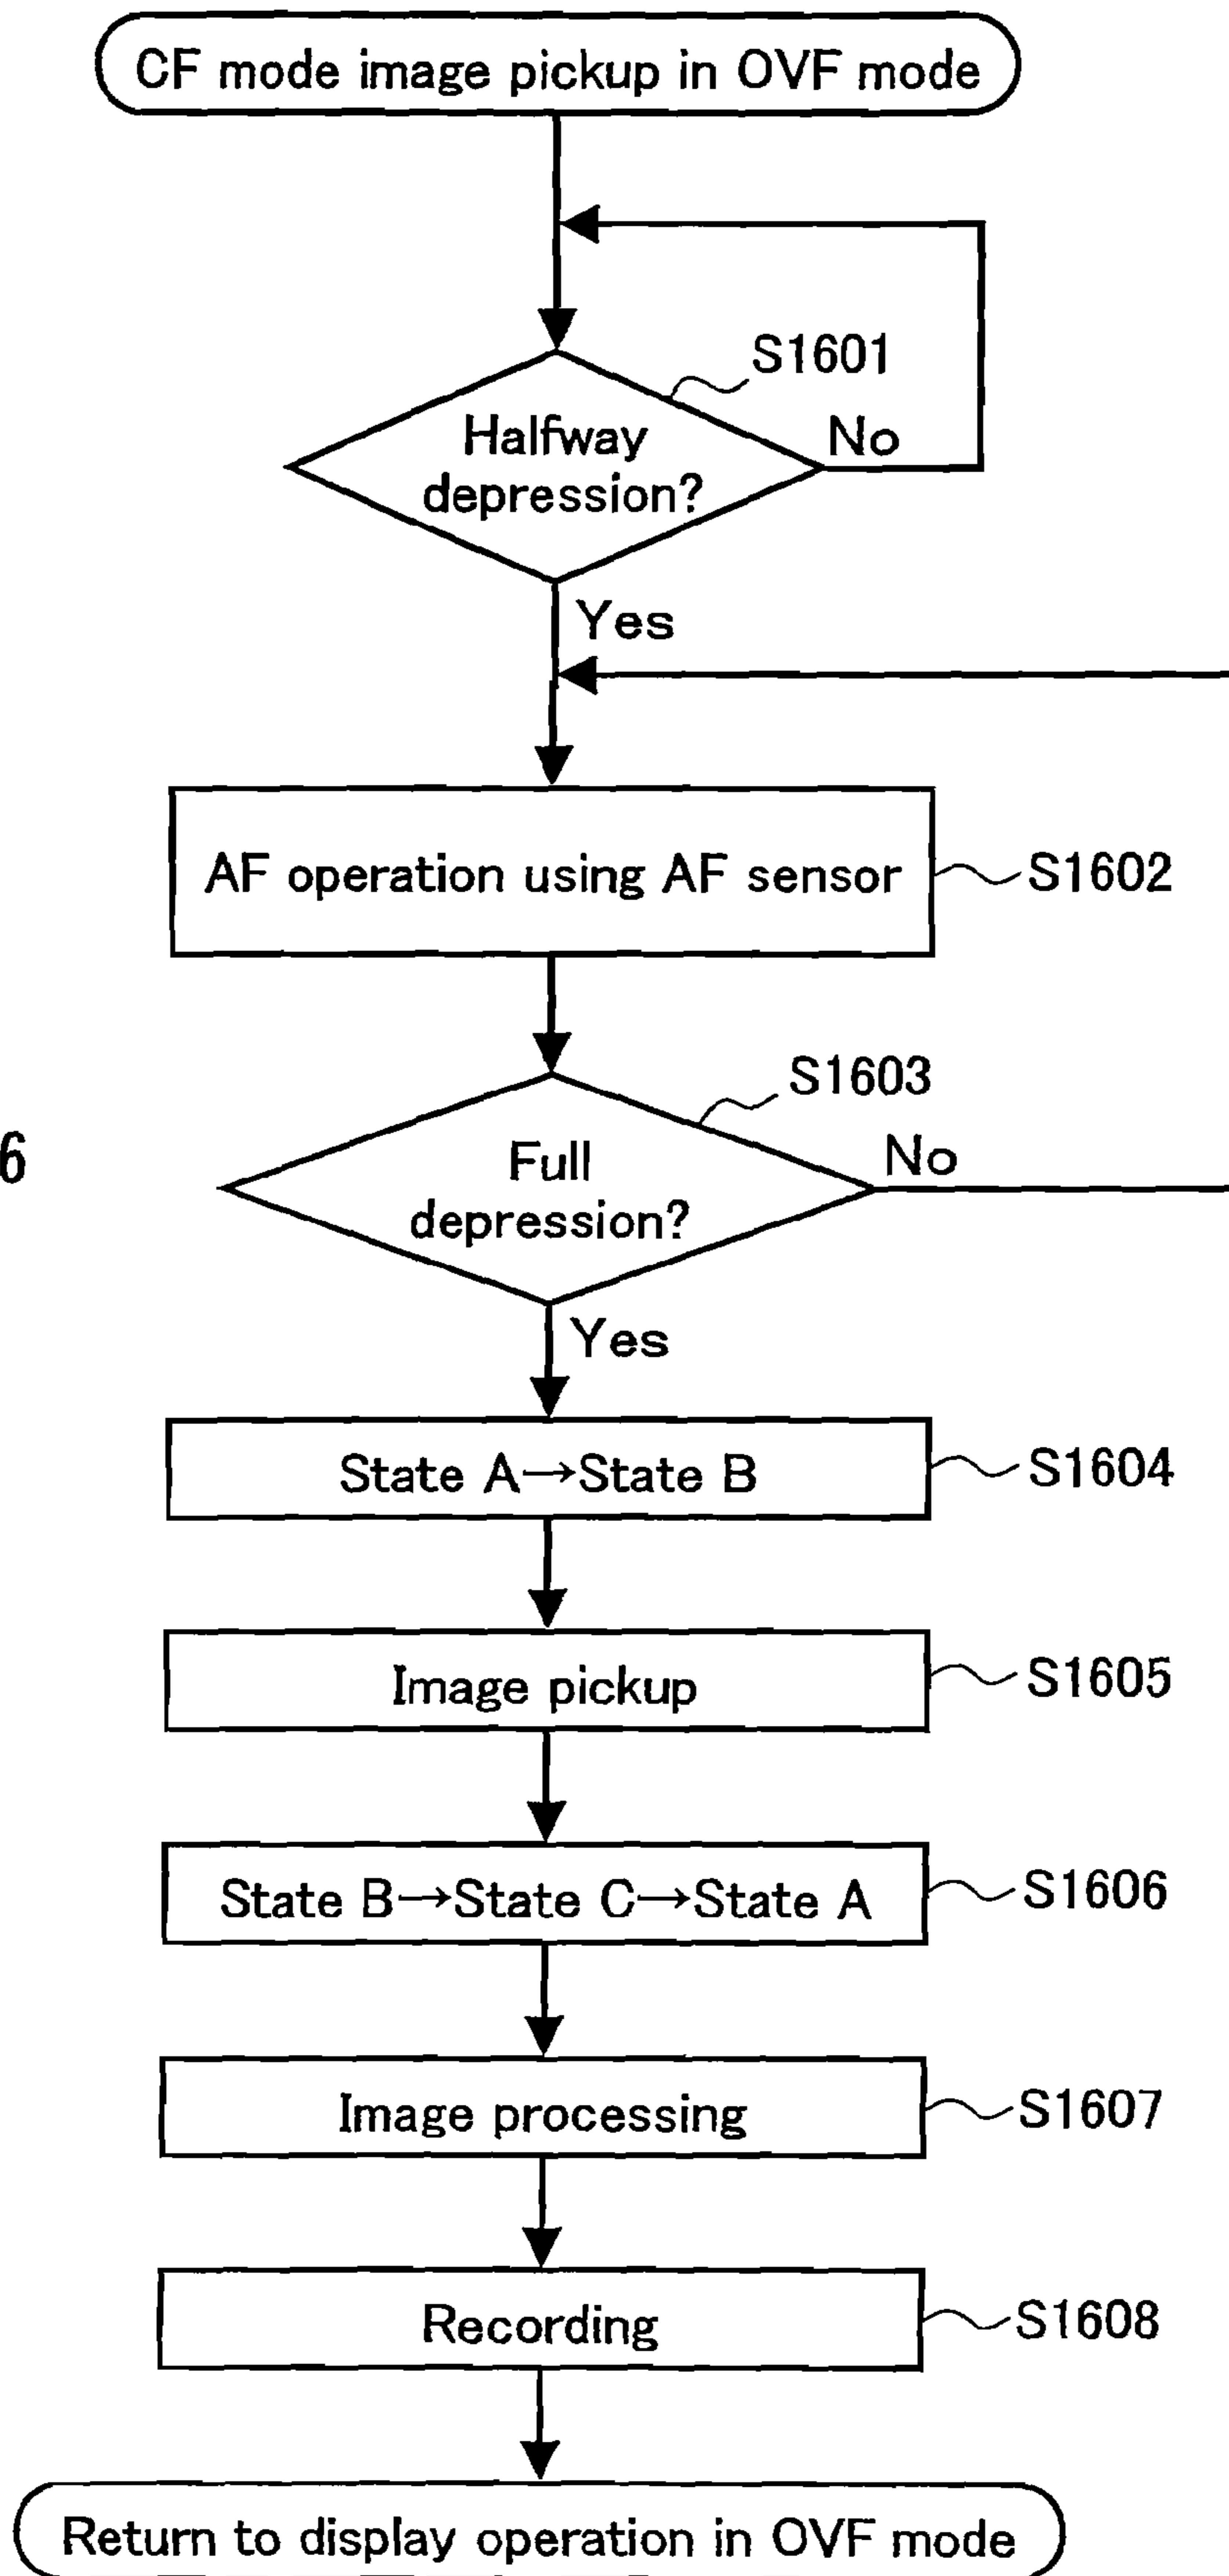 CF mode image pickup in OVF mode
S1601
Halfway
depression?
No
Yes
AF operation using AF sensor
S1602
S1603
6
Full
depression?
No
Yes
State A→State B
S1604
Image pickup
S1605
State B→State C→State A
S1606
Image processing
S1607
Recording
S1608
Return to display operation in OVF mode